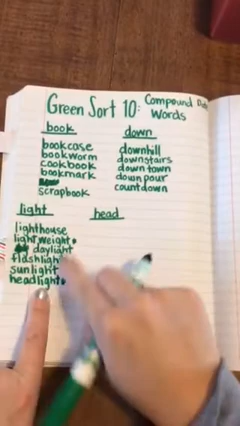 Green Sort 10: Compound
Words
book
bookcase
bookworm
cookbook
bookmark
scrapbook
down
downhill
downstairs
downtown
downpour
countdown
light
lighthouse
lightweight
daylight
flashligh
sunlight
headlight
head